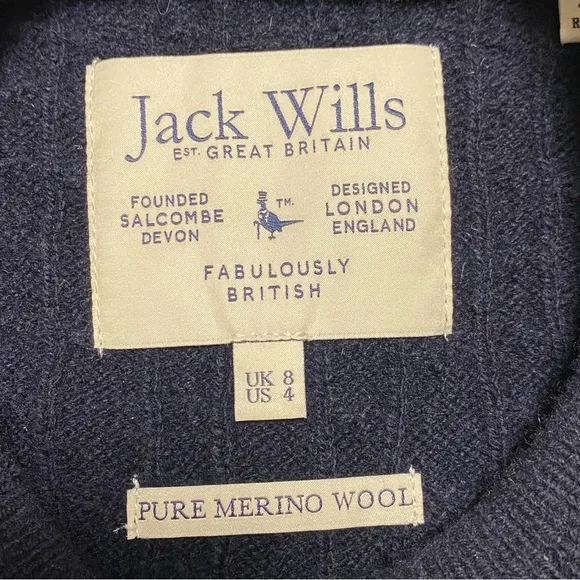 Jack Wills
EST. GREAT BRITAIN
FOUNDED
SALCOMBE
DEVON
TM.
DESIGNED
LONDON
ENGLAND
FABULOUSLY
BRITISH
UK 8
US 4
PURE MERINO WOOL